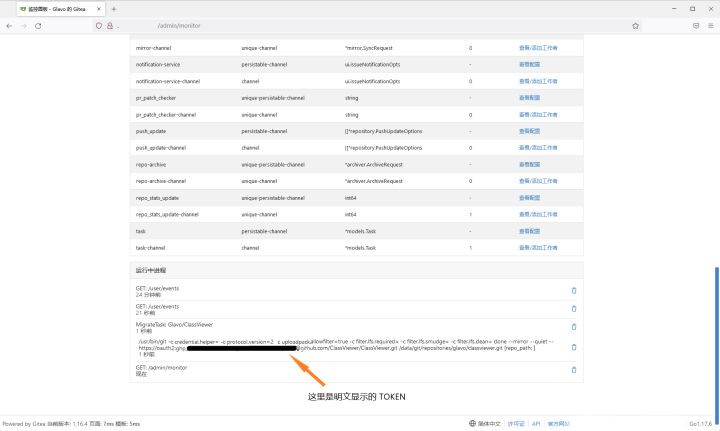 监控面板 - Glavo 的 Gitea
/admin/monitor
mirror-channel unique-channel *mirror.SyncRequest 0 查看/添加工作者
notification-service persistable-channel ui.issueNotificationOpts - 查看配置
notification-service-channel channel ui.issueNotificationOpts 0 查看/添加工作者
pr_patch_checker unique-persistable-channel string - 查看配置
pr_patch_checker-channel unique-channel string 0 查看/添加工作者
push_update persistable-channel []*repository.PushUpdateOptions - 查看配置
push_update-channel channel []*repository.PushUpdateOptions 0 查看/添加工作者
repo-archive unique-persistable-channel *archiver.ArchiveRequest - 查看配置
repo-archive-channel unique-channel *archiver.ArchiveRequest 0 查看/添加工作者
repo_stats_update unique-persistable-channel int64 - 查看配置
repo_stats_update-channel unique-channel int64 1 查看/添加工作者
task persistable-channel *models.Task - 查看配置
task-channel channel *models.Task 1 查看/添加工作者
运行中进程
GET: /user/events
24 分钟前
GET: /user/events
21 秒前
MigrateTask: Glavo/ClassViewer
1 秒前
/usr/bin/git -c credential.helper= -c protocol.version=2 -c uploadpack.allowfilter=true -c filter.lfs.required= -c filter.lfs.smudge= -c filter.lfs.clean= clone --mirror --quiet --
https://oauth2:ghp_ @github.com/ClassViewer/ClassViewer.git /data/git/repositories/glavo/classviewer.git [repo_path: ]
1 秒前
GET: /admin/monitor
现在
这里是明文显示的 TOKEN
Powered by Gitea 当前版本: 1.16.4 页面: 7ms 模板: 5ms 简体中文 许可证 API 官方网站 Go1.17.6